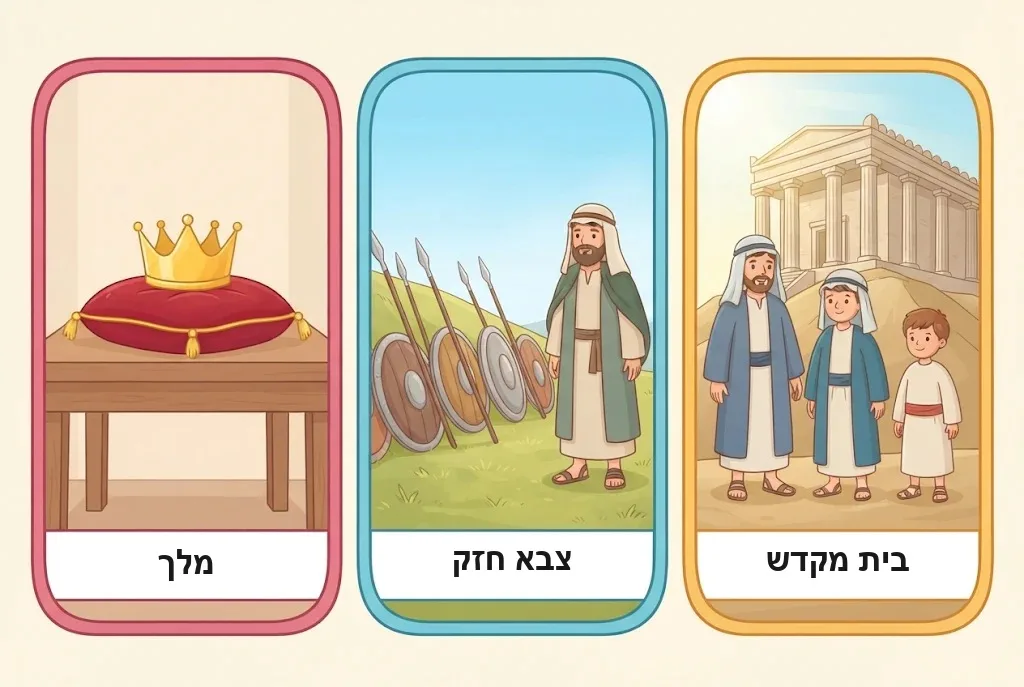 בית מקדש
צבא חזק
מלך